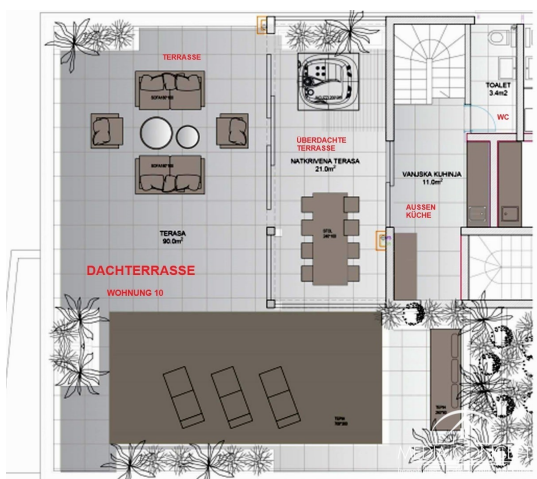 TERRASSE
TOALET
3.4m2
WC
ÜBERDACHTE
TERRASSE
NATKRIVENA TERASA
21.0m²
VANJSKA KUHINJA
11.0m²
AUSSEN
KÜCHE
TERASA
90.0m²
DACHTERRASSE
WOHNUNG 10